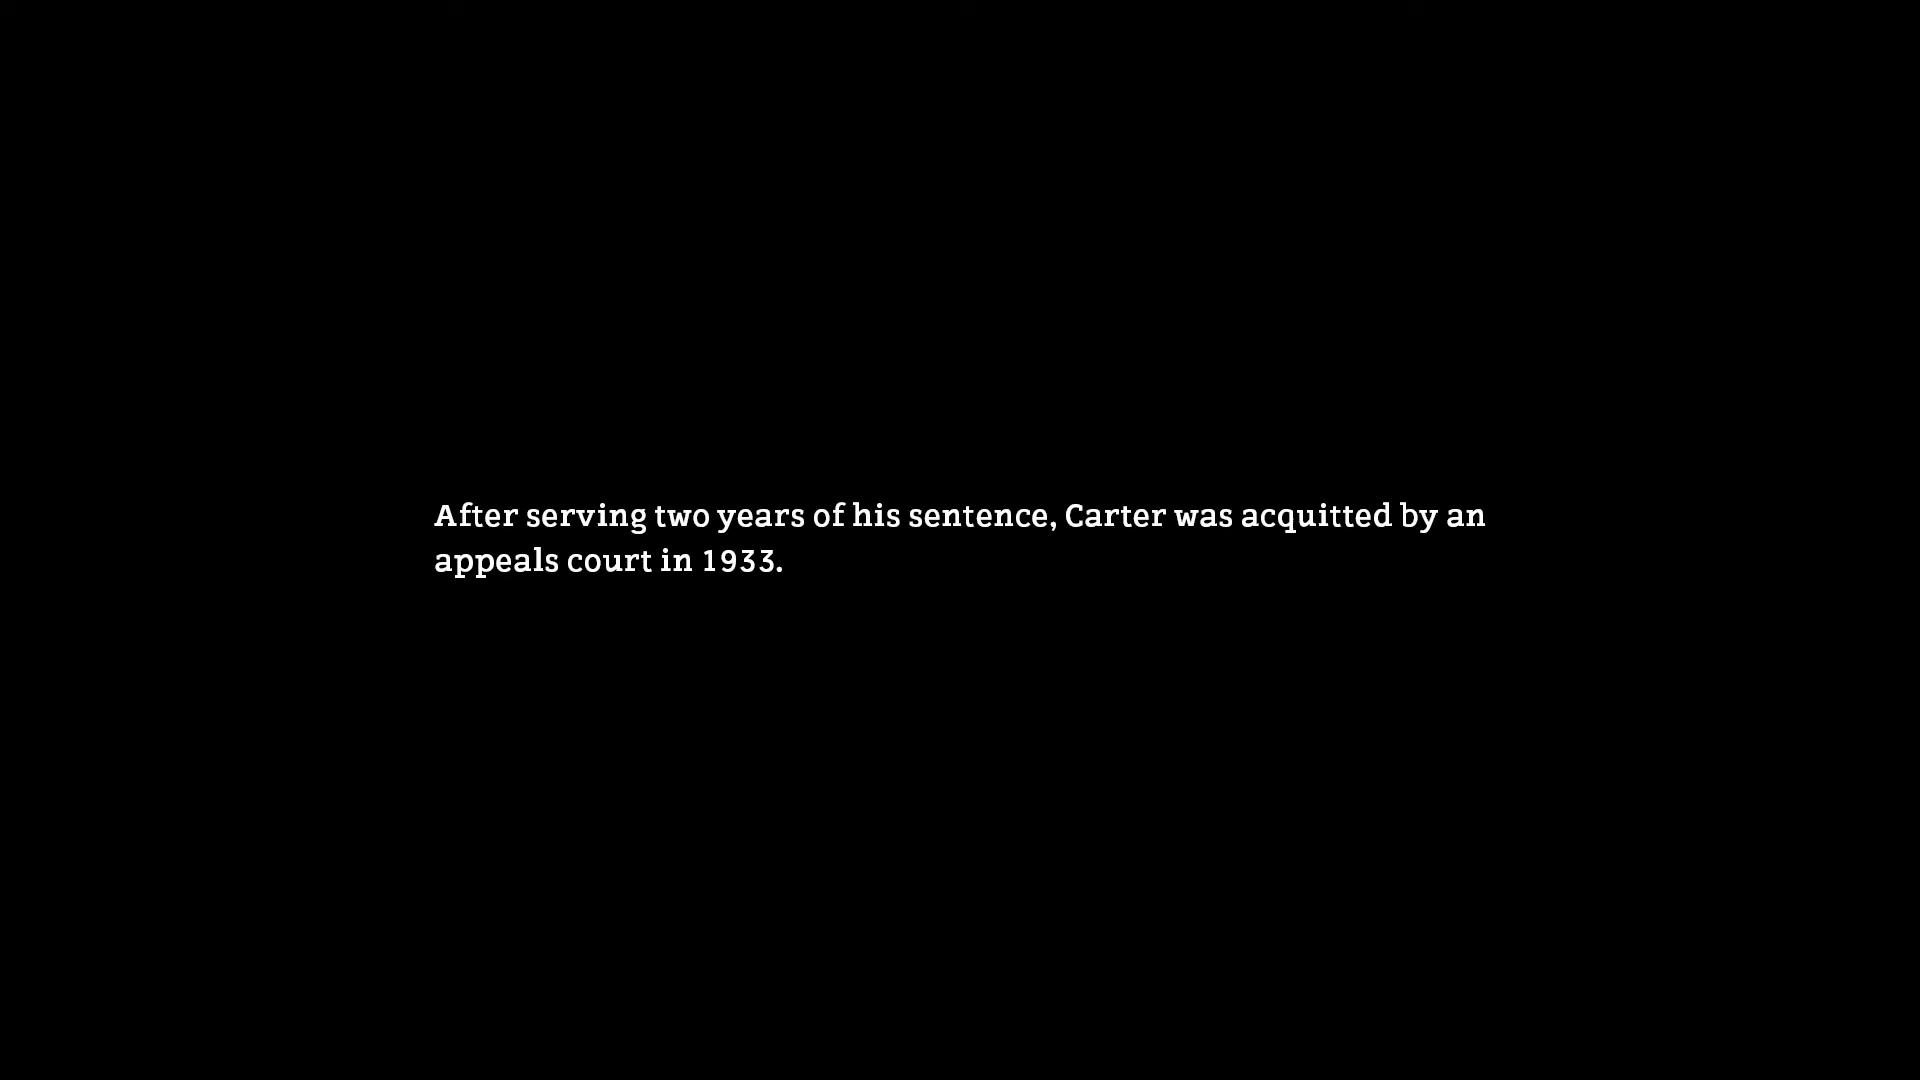 After serving two years of his sentence, Carter was acquitted by an
appeals court in 1933.